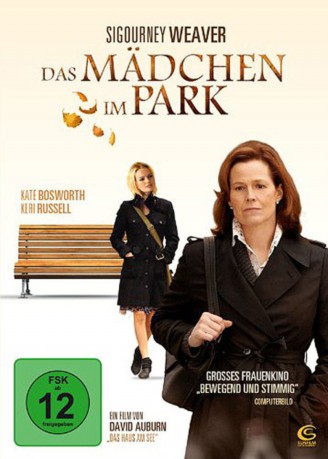 SIGOURNEY WEAVER
DAS MÄDCHEN
IM PARK
KATE BOSWORTH
KERI RUSSELL
GROSSES FRAUENKINO
„BEWEGEND UND STIMMIG“
COMPUTERBILD
FSK
ab
12
EIN FILM VON
DAVID AUBURN
„DAS HAUS AM SEE“